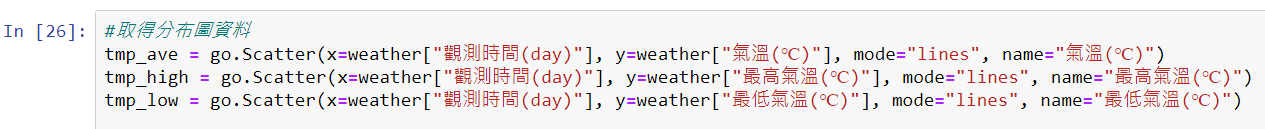 In [26]:
#取得分布圖資料
tmp_ave = go.Scatter(x=weather["觀測時間(day)"], y=weather["氣溫(℃)"], mode="lines", name="氣溫(℃)")
tmp_high = go.Scatter(x=weather["觀測時間(day)"], y=weather["最高氣溫(℃)"], mode="lines", name="最高氣溫(℃)")
tmp_low = go.Scatter(x=weather["觀測時間(day)"], y=weather["最低氣溫(℃)"], mode="lines", name="最低氣溫(℃)")